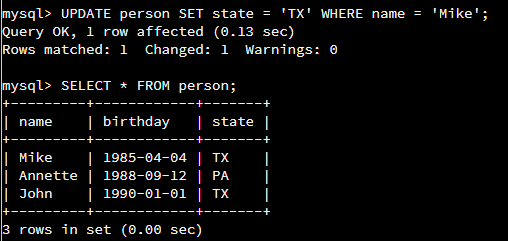 mysql> UPDATE person SET state = 'TX' WHERE name = 'Mike';
Query OK, 1 row affected (0.13 sec)
Rows matched: 1  Changed: 1  Warnings: 0

mysql> SELECT * FROM person;
+---------+------------+-------+
| name    | birthday   | state |
+---------+------------+-------+
| Mike    | 1985-04-04 | TX    |
| Annette | 1988-09-12 | PA    |
| John    | 1990-01-01 | TX    |
+---------+------------+-------+
3 rows in set (0.00 sec)